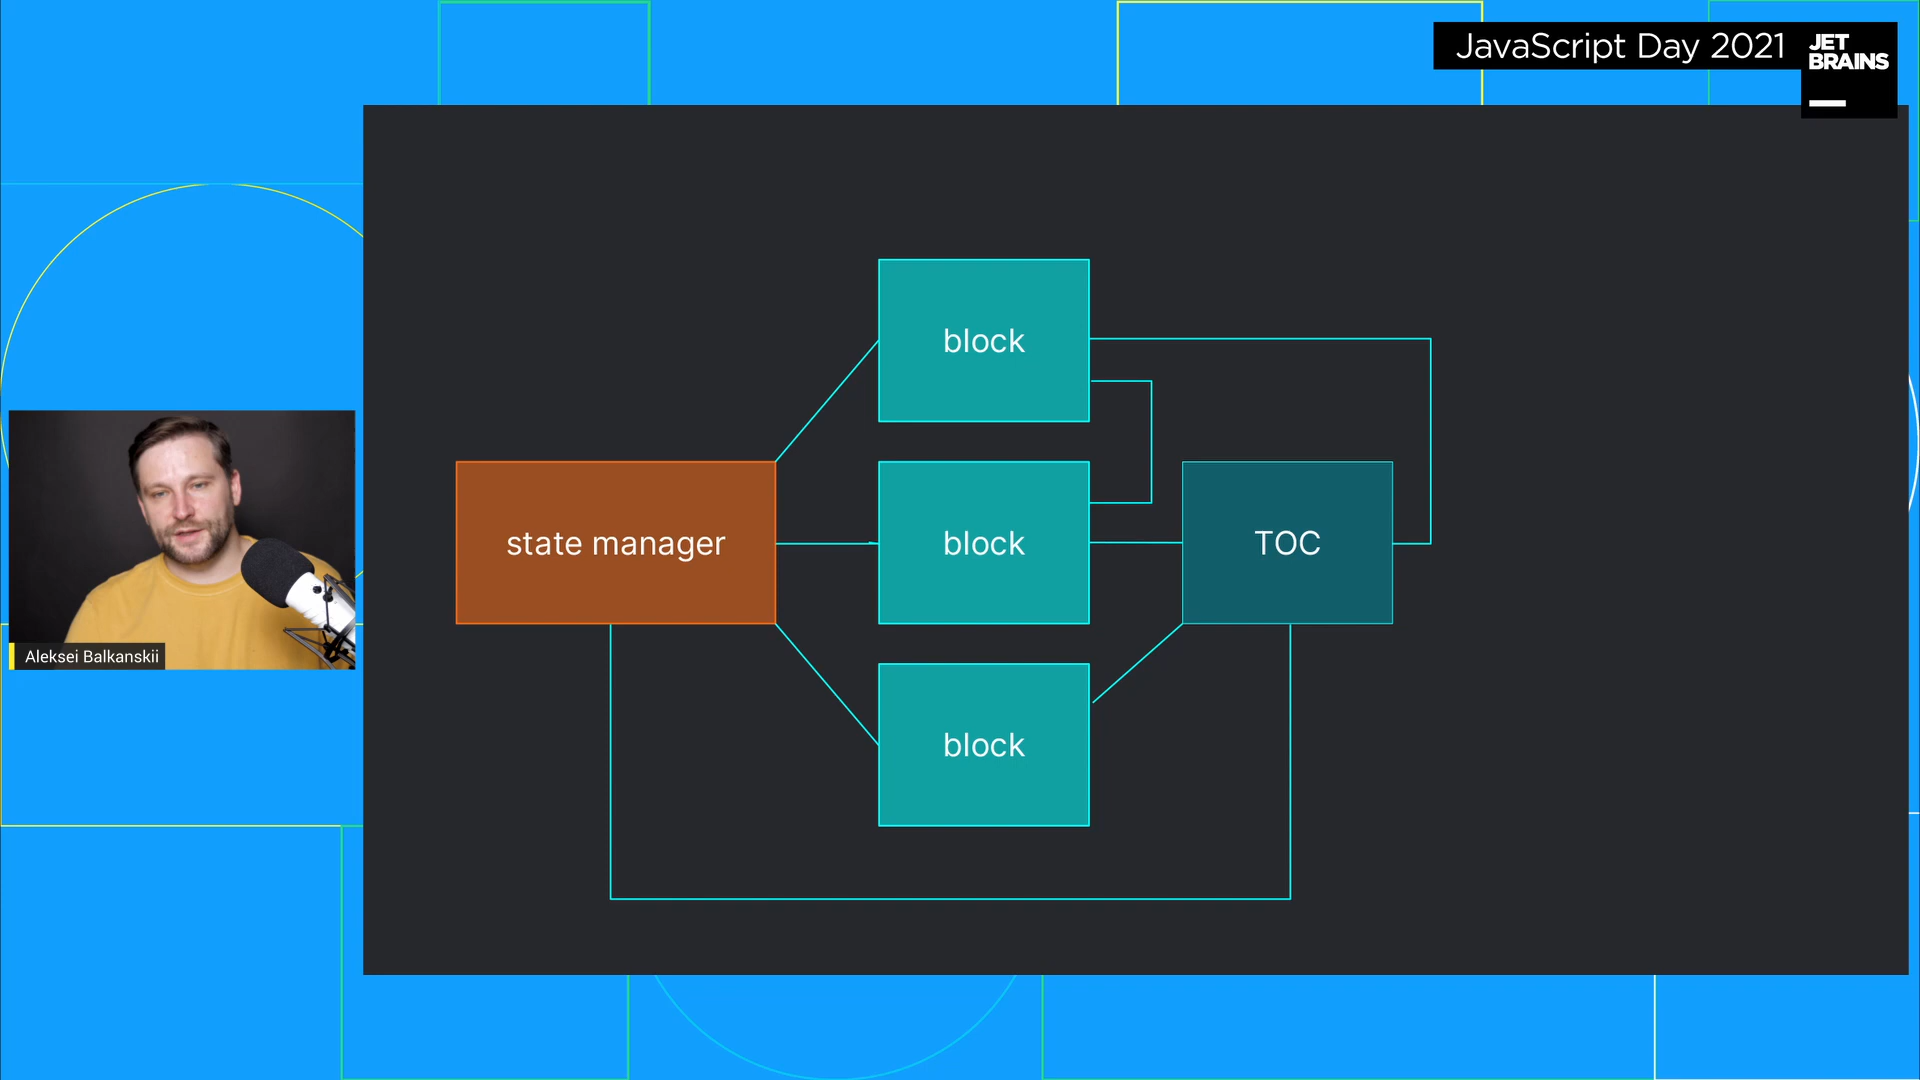 JavaScript Day 2021
JET
BRAINS
block
state manager
block
TOC
block
Aleksei Balkanskii